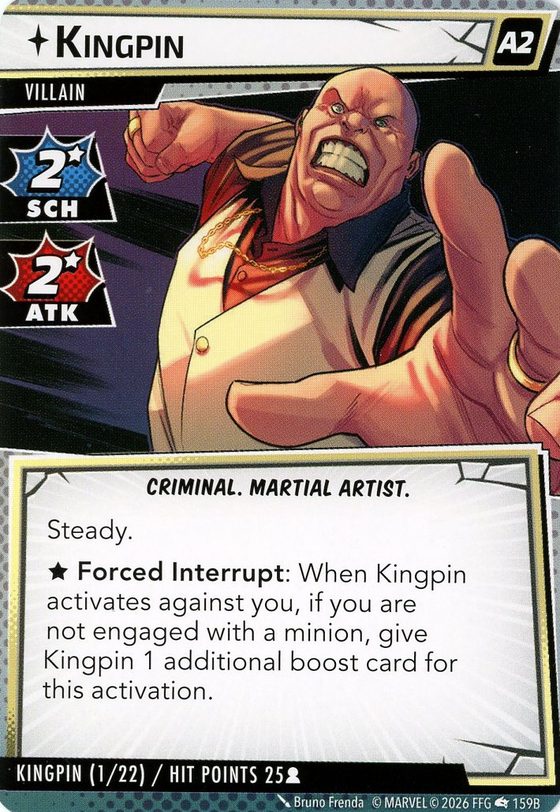 KINGPIN
A2
VILLAIN
2
SCH
2
ATK
CRIMINAL. MARTIAL ARTIST.
Steady.
★ Forced Interrupt: When Kingpin
activates against you, if you are
not engaged with a minion, give
Kingpin 1 additional boost card for
this activation.
KINGPIN (1/22) / HIT POINTS 25
Bruno Frenda © MARVEL © 2026 FFG 159B